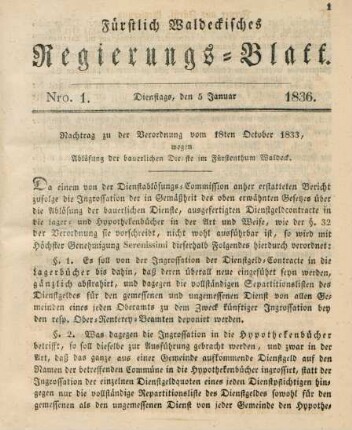 1
Fürstlich Waldeckisches
Regierungs-Blatt.
Nro. 1. Dienstags, den 5 Januar 1836.
Nachtrag zu der Verordnung vom 18ten October 1833,
wegen
Ablösung der bauerlichen Dienste im Fürstenthum Waldeck.
Da einem von der Dienstablösungs-Commission anher erstatteten Bericht
zufolge die Ingrossation der in Gemäßheit des oben erwähnten Gesetzes über
die Ablösung der bauerlichen Dienste, ausgefertigten Dienstgeldcontracte in
die Lager- und Hypothekenbücher in der Art und Weise, wie der §. 32
der Verordnung sie vorschreibt, nicht wohl ausführbar ist, so wird mit
Höchster Genehmigung Serenissimi dieserhalb Folgendes hierdurch verordnet:
§. 1. Es soll von der Ingrossation der Dienstgeld-Contracte in die
Lagerbücher bis dahin, daß deren überall neue eingeführt seyn werden,
gänzlich abstrahirt, und dagegen die vollständigen Repartitionslisten des
Dienstgeldes für den gemessenen und ungemessenen Dienst von allen Ge-
meinden eines jeden Oberamts zu dem Zweck künftiger Ingrossation bey
den resp. Ober-Rentherey-Beamten deponirt werden.
§. 2. Was dagegen die Ingrossation in die Hypothekenbücher
betrifft, so soll dieselbe zur Ausführung gebracht werden, und zwar in der
Art, daß das ganze aus einer Gemeinde aufkommende Dienstgeld auf den
Namen der betreffenden Commüne in die Hypothekenbücher ingrossirt, statt der
Ingrossation der einzelnen Dienstgeldquoten eines jeden Dienstpflichtigen hinge-
gen nur die vollständige Repartitionsliste des Dienstgeldes sowohl für den
gemessenen als den ungemessenen Dienst von jeder Gemeinde den Hypothe-